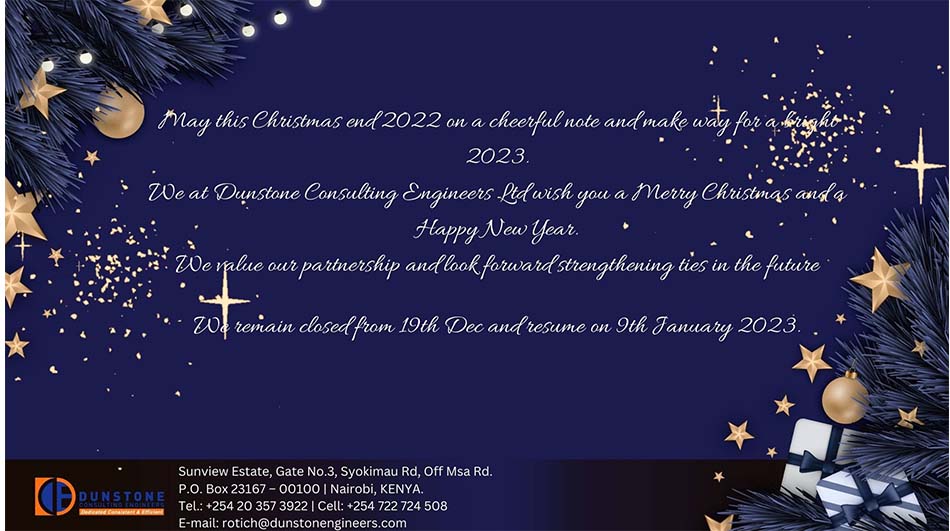 May this Christmas end 2022 on a cheerful note and make way for a bright
2023.
We at Dunstone Consulting Engineers Ltd wish you a Merry Christmas and a
Happy New Year.
We value our partnership and look forward strengthening ties in the future
We remain closed from 19th Dec and resume on 9th January 2023.
Sunview Estate, Gate No.3, Syokimau Rd, Off Msa Rd.
P.O. Box 23167 – 00100 | Nairobi, KENYA.
Tel.: +254 20 357 3922 | Cell: +254 722 724 508
E-mail: rotich@dunstonengineers.com
DUNSTONE
CONSULTING ENGINEERS
Dedicated Consistent & Efficient